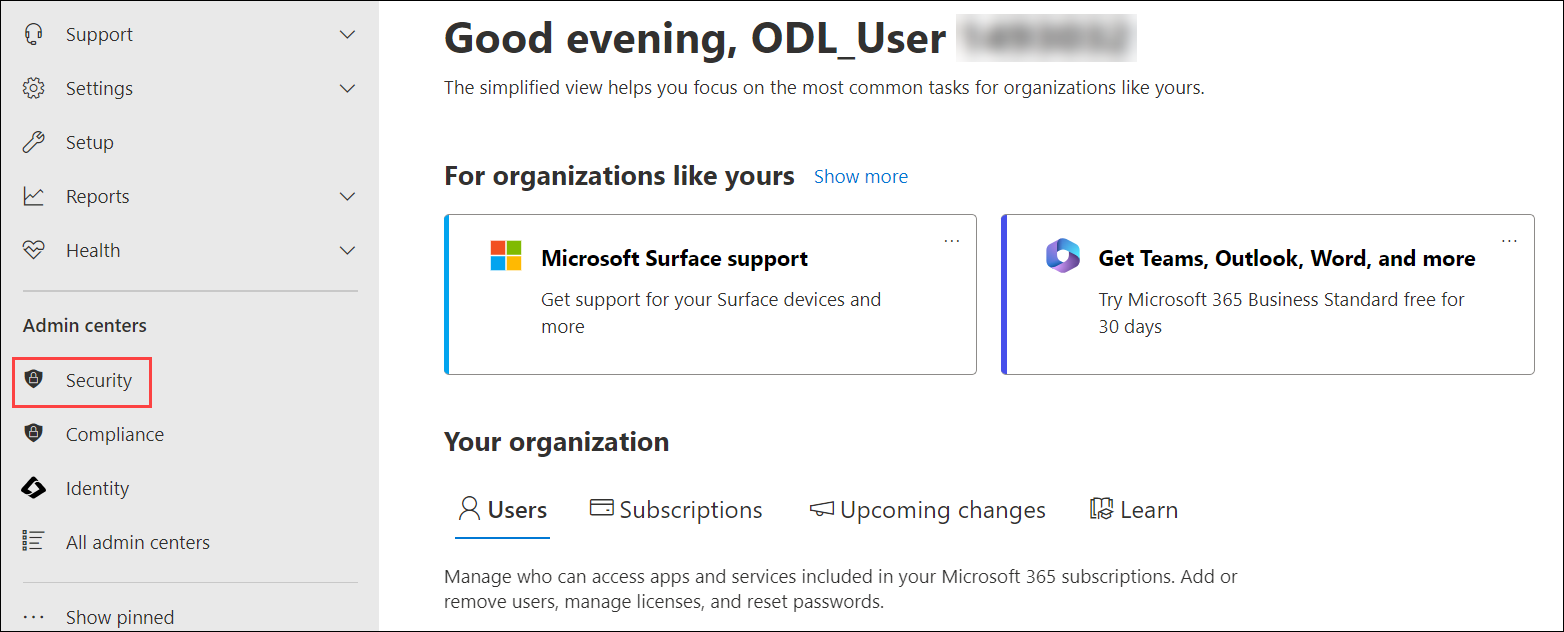 Support
Settings
Setup
Reports
Health
Admin centers
Security
Compliance
Identity
All admin centers
Show pinned
Good evening, ODL_User
The simplified view helps you focus on the most common tasks for organizations like yours.
For organizations like yours Show more
Microsoft Surface support
Get support for your Surface devices and
more
Get Teams, Outlook, Word, and more
Try Microsoft 365 Business Standard free for
30 days
Your organization
Users Subscriptions Upcoming changes Learn
Manage who can access apps and services included in your Microsoft 365 subscriptions. Add or
remove users, manage licenses, and reset passwords.